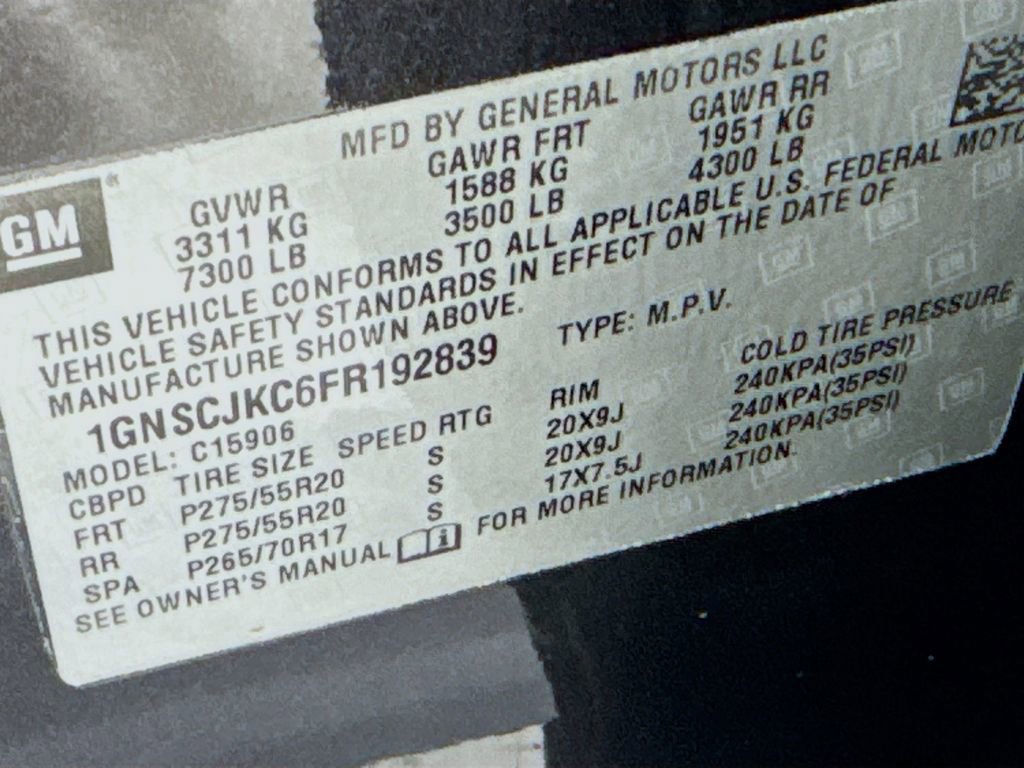 MFD BY GENERAL MOTORS LLC
GM
GVWR GAWR FRT GAWR RR
3311 KG 1588 KG 1951 KG
7300 LB 3500 LB 4300 LB
THIS VEHICLE CONFORMS TO ALL APPLICABLE U.S. FEDERAL MOTO
VEHICLE SAFETY STANDARDS IN EFFECT ON THE DATE OF
MANUFACTURE SHOWN ABOVE.
1GNSCJKC6FR192839 TYPE: M.P.V.
MODEL: C15906
CBPD TIRE SIZE SPEED RTG RIM COLD TIRE PRESSURE
FRT P275/55R20 S 20X9J 240KPA(35PSI)
RR P275/55R20 S 20X9J 240KPA(35PSI)
SPA P265/70R17 S 17X7.5J 240KPA(35PSI)
SEE OWNER'S MANUAL i FOR MORE INFORMATION.